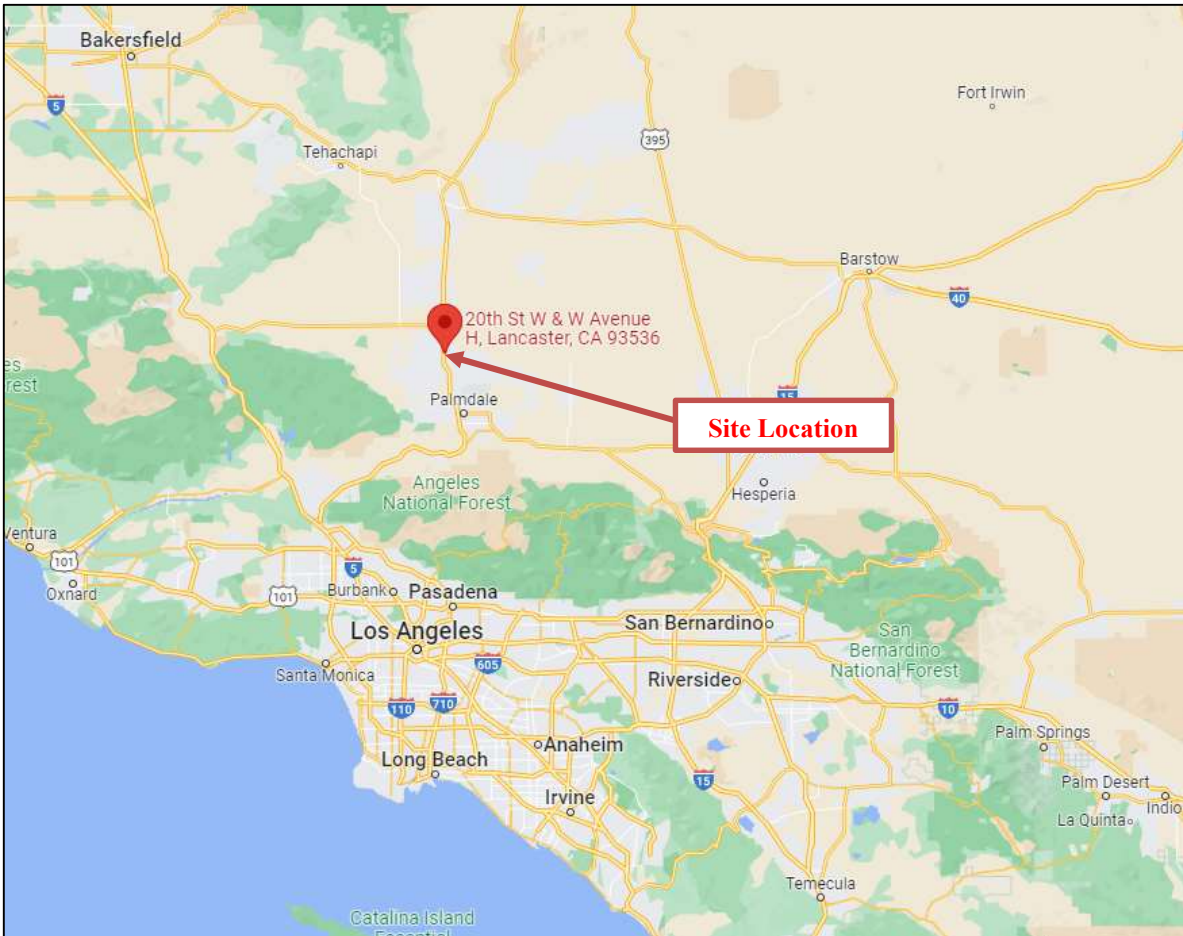 Bakersfield
5
Fort Irwin
395
Tehachapi
Barstow
40
20th St W & W Avenue
H, Lancaster, CA 93536
Palmdale
15
Site Location
Angeles
National Forest
Hesperia
Ventura
101
Oxnard
5
101
Burbank
Pasadena
Los Angeles
San Bernardino
San
Bernardino
National Forest
605
Santa Monica
Riverside
110
710
10
Palm Springs
Anaheim
Long Beach
15
Palm Desert
Indio
Irvine
La Quinta
Temecula
Catalina Island